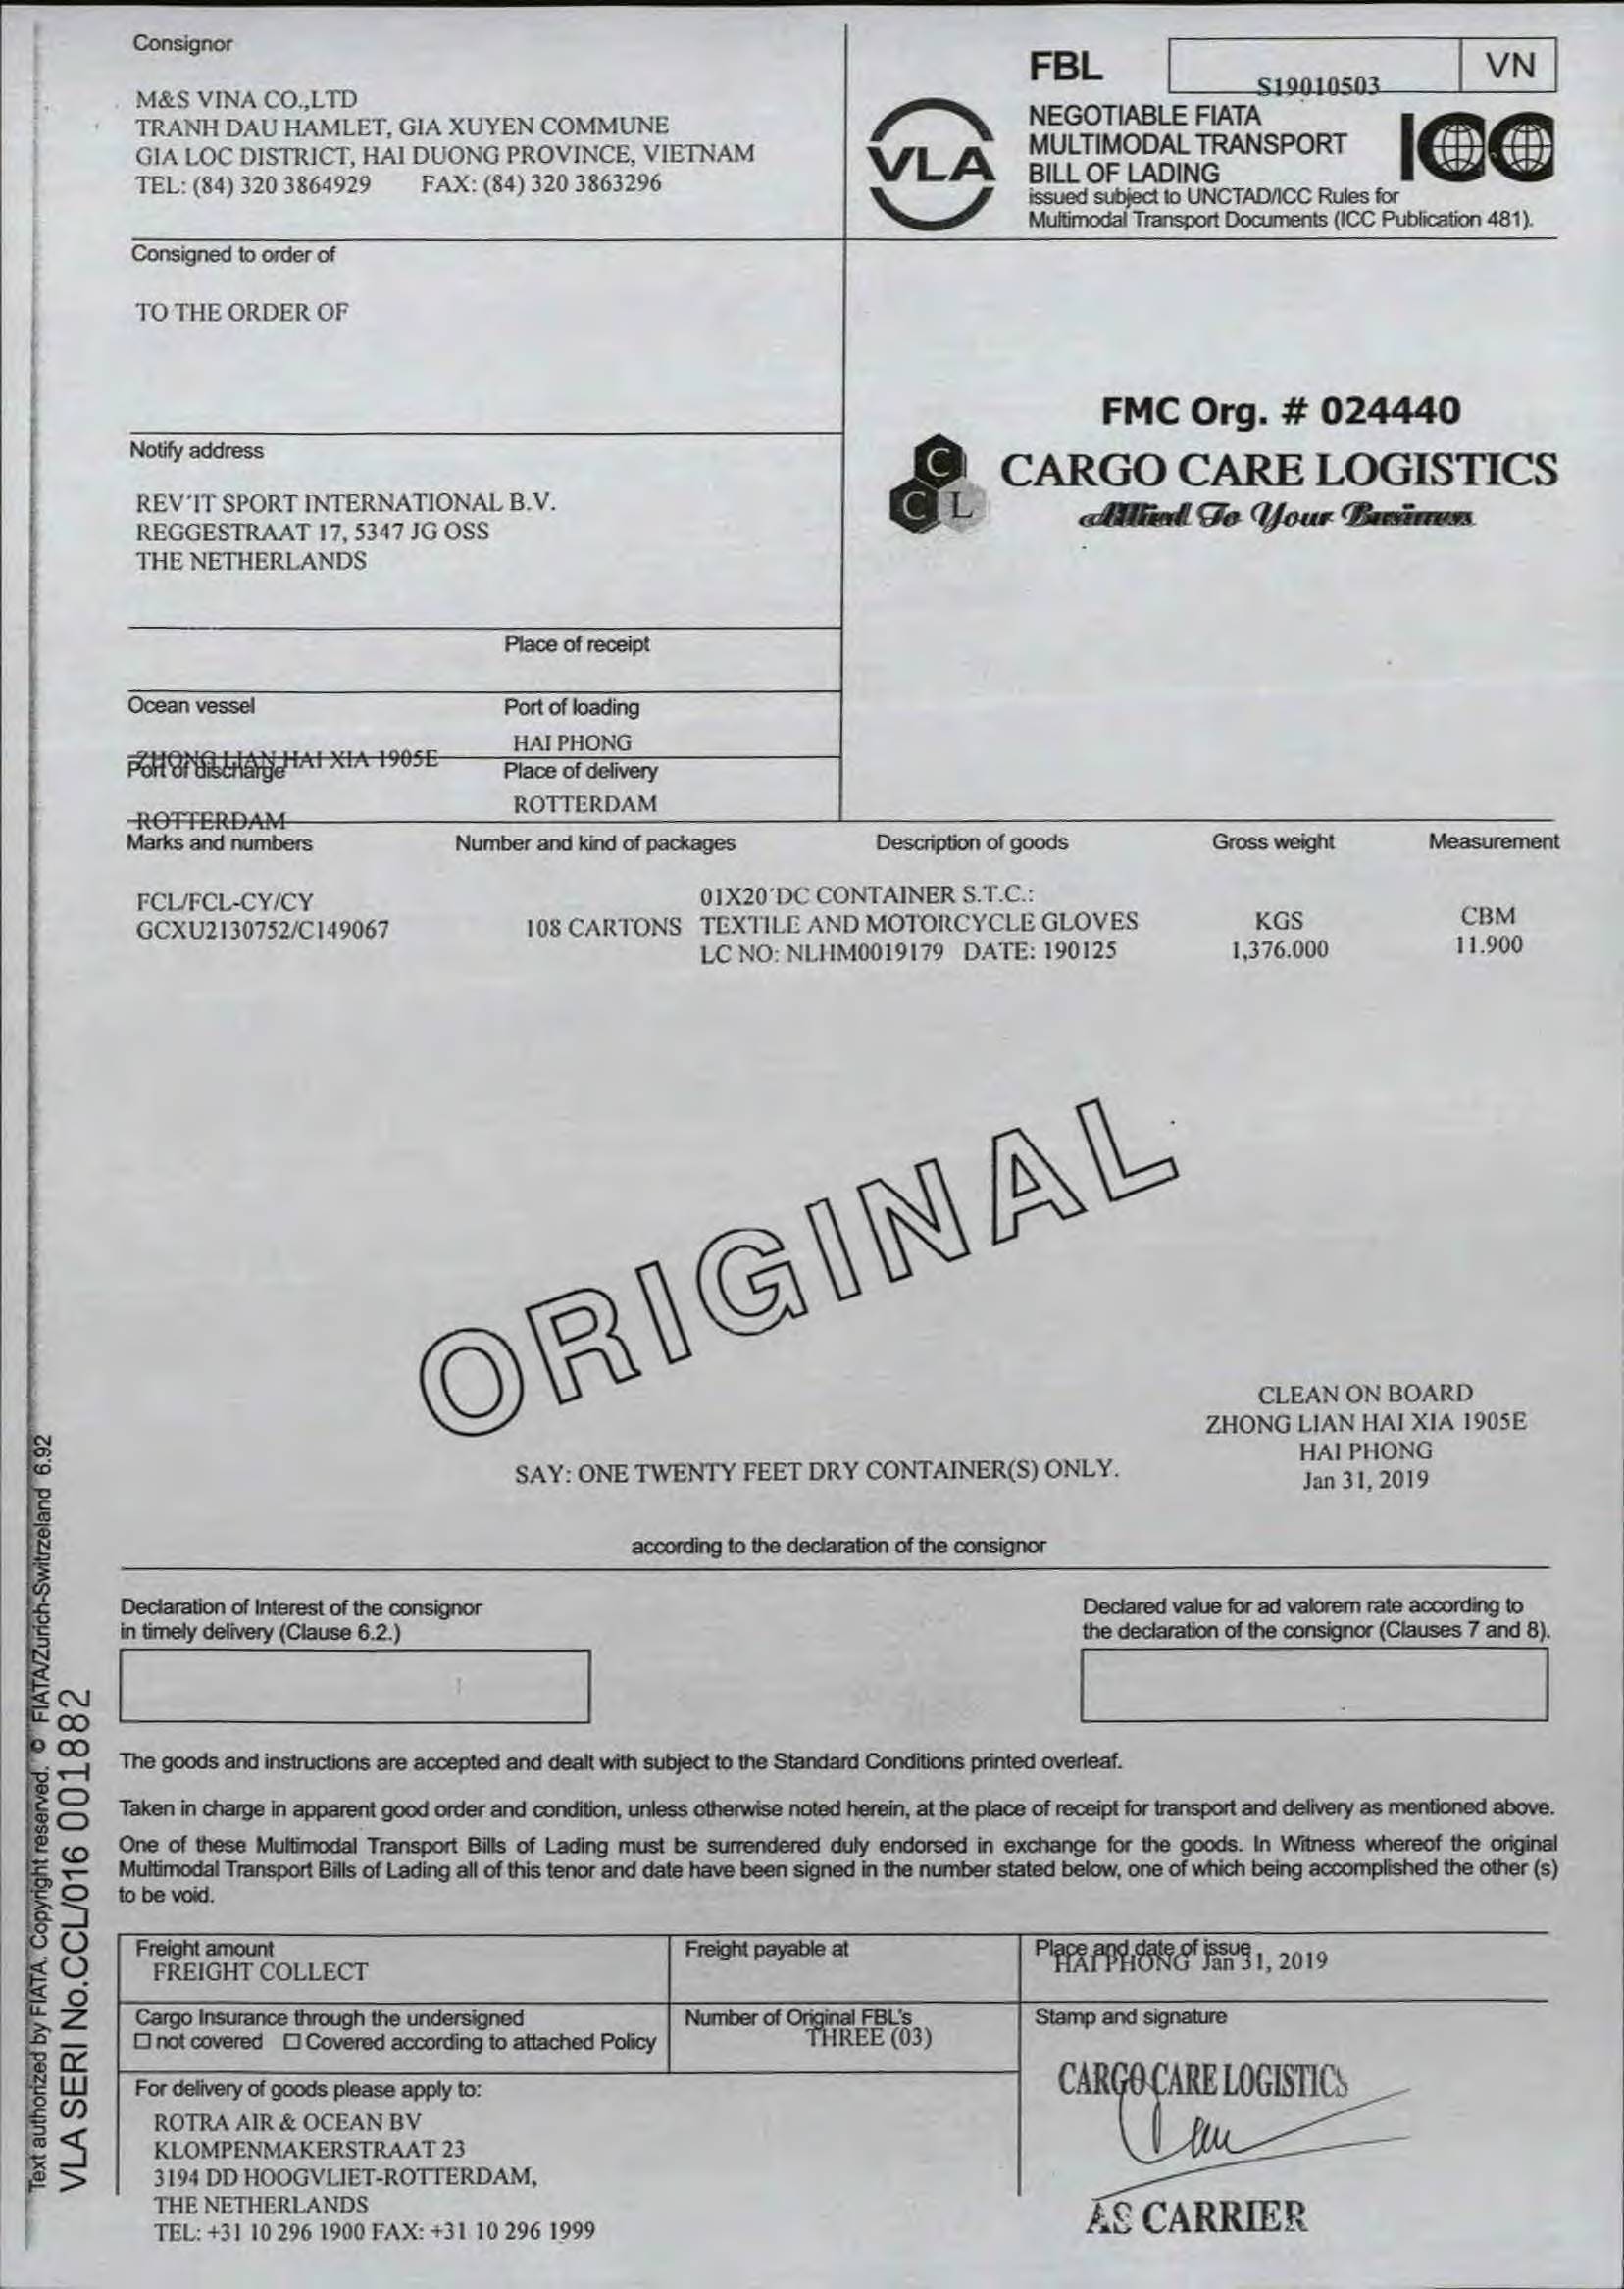 Consignor
M&S VINA CO.,LTD
TRANH DAU HAMLET, GIA XUYEN COMMUNE
GIA LOC DISTRICT, HAI DUONG PROVINCE, VIETNAM
TEL: (84) 320 3864929 FAX: (84) 320 3863296
FBL
S19010503
VN
VLA
NEGOTIABLE FIATA
MULTIMODAL TRANSPORT
BILL OF LADING
ICC
issued subject to UNCTAD/ICC Rules for
Multimodal Transport Documents (ICC Publication 481).
Consigned to order of
TO THE ORDER OF
FMC Org. # 024440
CCL
CARGO CARE LOGISTICS
Allied To Your Business
Notify address
REV'IT SPORT INTERNATIONAL B.V.
REGGESTRAAT 17, 5347 JG OSS
THE NETHERLANDS
Place of receipt
Ocean vessel Port of loading
ZHONG LIAN HAI XIA 1905E HAI PHONG
Port of discharge Place of delivery
ROTTERDAM ROTTERDAM
Marks and numbers Number and kind of packages Description of goods Gross weight Measurement
FCL/FCL-CY/CY 01X20'DC CONTAINER S.T.C.:
GCXU2130752/C149067 108 CARTONS TEXTILE AND MOTORCYCLE GLOVES KGS CBM
LC NO: NLHM0019179 DATE: 190125 1,376.000 11.900
ORIGINAL
CLEAN ON BOARD
ZHONG LIAN HAI XIA 1905E
HAI PHONG
Jan 31, 2019
SAY: ONE TWENTY FEET DRY CONTAINER(S) ONLY.
according to the declaration of the consignor
Declaration of Interest of the consignor
in timely delivery (Clause 6.2.)
Declared value for ad valorem rate according to
the declaration of the consignor (Clauses 7 and 8).
The goods and instructions are accepted and dealt with subject to the Standard Conditions printed overleaf.
Taken in charge in apparent good order and condition, unless otherwise noted herein, at the place of receipt for transport and delivery as mentioned above.
One of these Multimodal Transport Bills of Lading must be surrendered duly endorsed in exchange for the goods. In Witness whereof the original
Multimodal Transport Bills of Lading all of this tenor and date have been signed in the number stated below, one of which being accomplished the other (s)
to be void.
Freight amount
FREIGHT COLLECT
Freight payable at
Place and date of issue
HAI PHONG Jan 31, 2019
Cargo Insurance through the undersigned
☐ not covered ☐ Covered according to attached Policy
Number of Original FBL's
THREE (03)
Stamp and signature
CARGO CARE LOGISTICS
AS CARRIER
For delivery of goods please apply to:
ROTRA AIR & OCEAN BV
KLOMPENMAKERSTRAAT 23
3194 DD HOOGVLIET-ROTTERDAM,
THE NETHERLANDS
TEL: +31 10 296 1900 FAX: +31 10 296 1999
Text authorized by FIATA. Copyright reserved. © FIATA/Zurich-Switzerland 6.92
VLA SERI No.CCL/016 001882